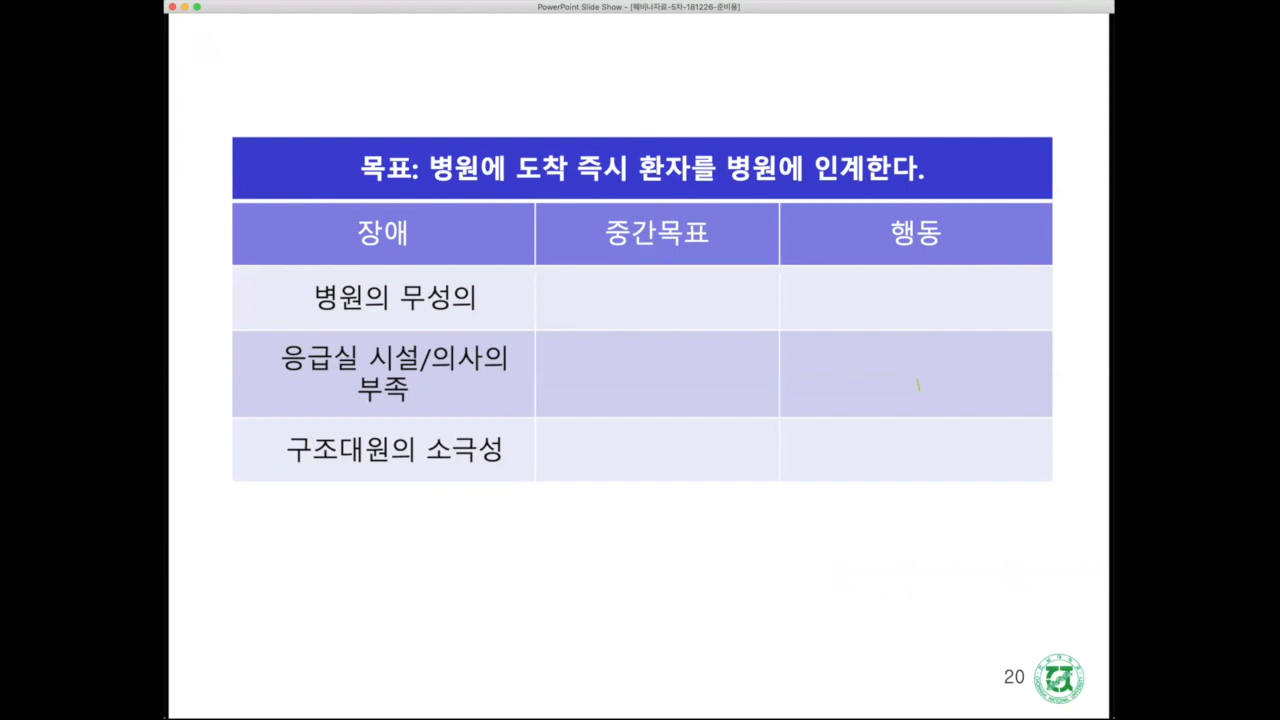 PowerPoint Slide Show - [웨비나자료-5차-181226-준비용]
목표: 병원에 도착 즉시 환자를 병원에 인계한다.
장애 중간목표 행동
병원의 무성의
응급실 시설/의사의
부족
구조대원의 소극성
20